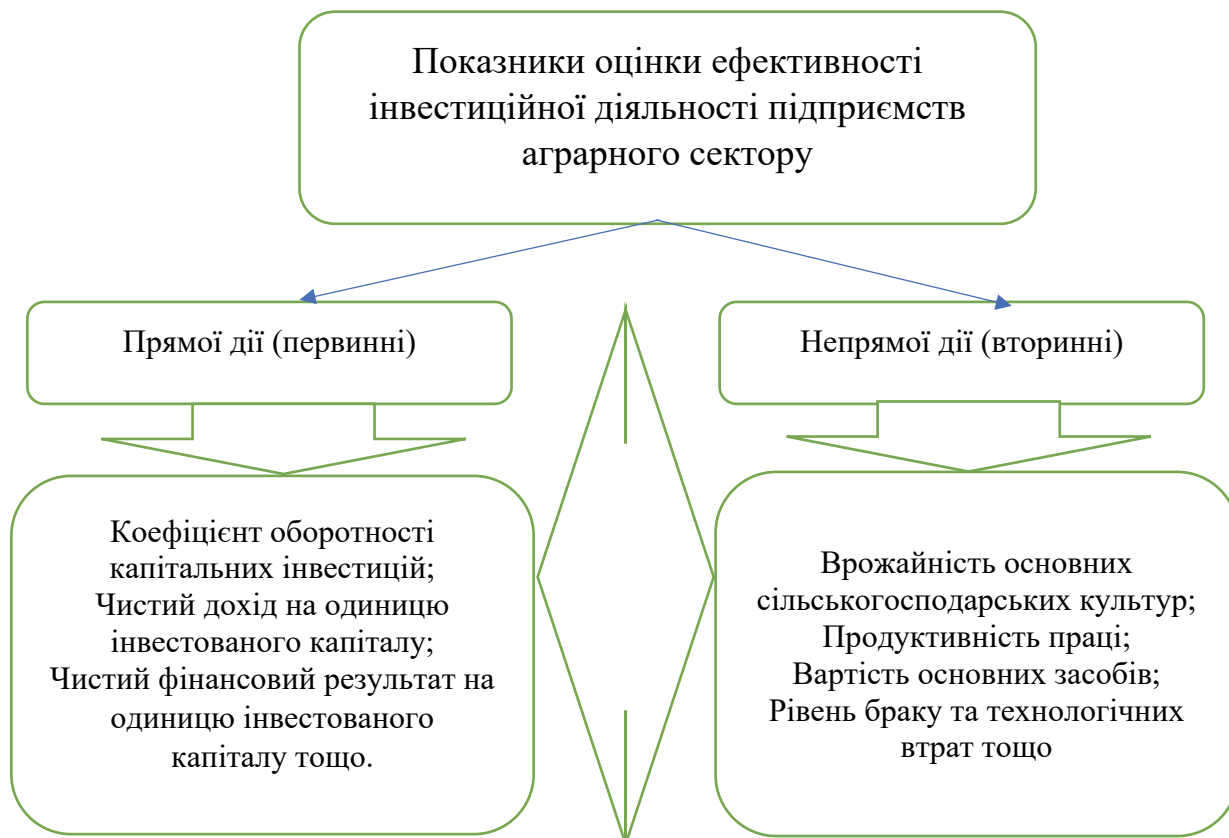 Показники оцінки ефективності
інвестиційної діяльності підприємств
аграрного сектору
Прямої дії (первинні)
Непрямої дії (вторинні)
Коефіцієнт оборотності
капітальних інвестицій;
Чистий дохід на одиницю
інвестованого капіталу;
Чистий фінансовий результат на
одиницю інвестованого
капіталу тощо.
Врожайність основних
сільськогосподарських культур;
Продуктивність праці;
Вартість основних засобів;
Рівень браку та технологічних
втрат тощо